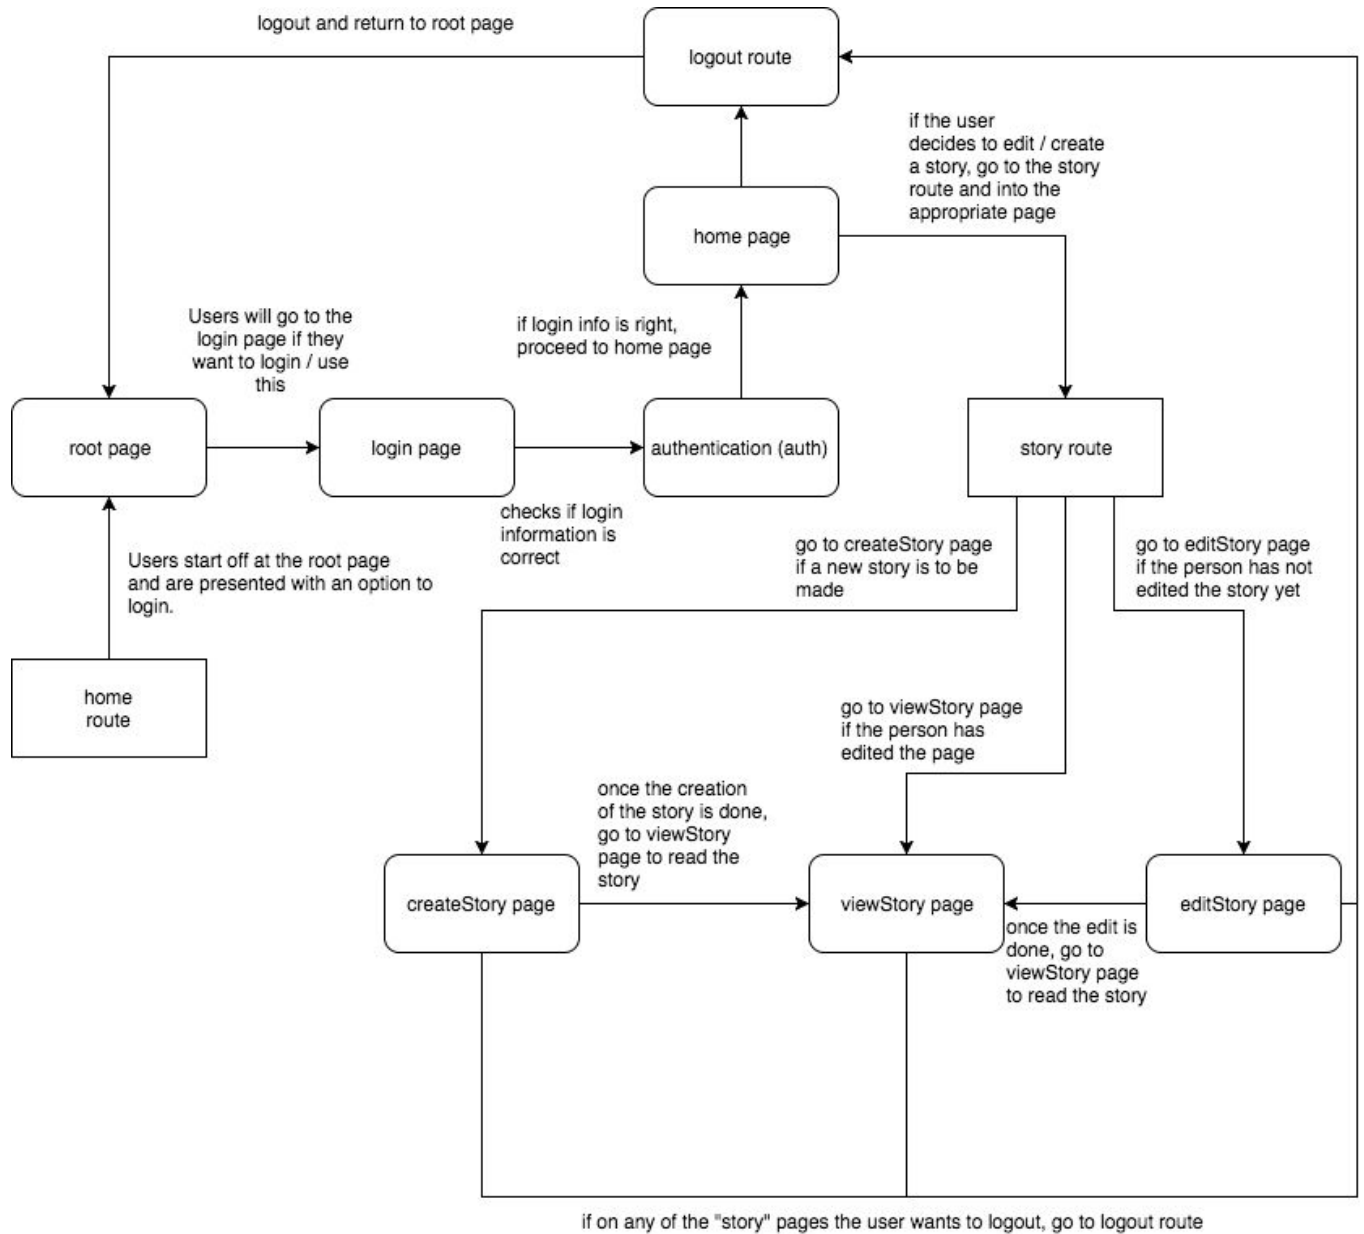 logout and return to root page
logout route
if the user
decides to edit / create
a story, go to the story
route and into the
appropriate page
home page
Users will go to the
login page if they
want to login / use
this
if login info is right,
proceed to home page
root page
login page
authentication (auth)
story route
checks if login
information is
correct
Users start off at the root page
and are presented with an option to
login.
go to createStory page
if a new story is to be
made
go to editStory page
if the person has not
edited the story yet
home
route
go to viewStory page
if the person has
edited the page
once the creation
of the story is done,
go to viewStory
page to read the
story
createStory page
viewStory page
editStory page
once the edit is
done, go to
viewStory page
to read the story
if on any of the "story" pages the user wants to logout, go to logout route